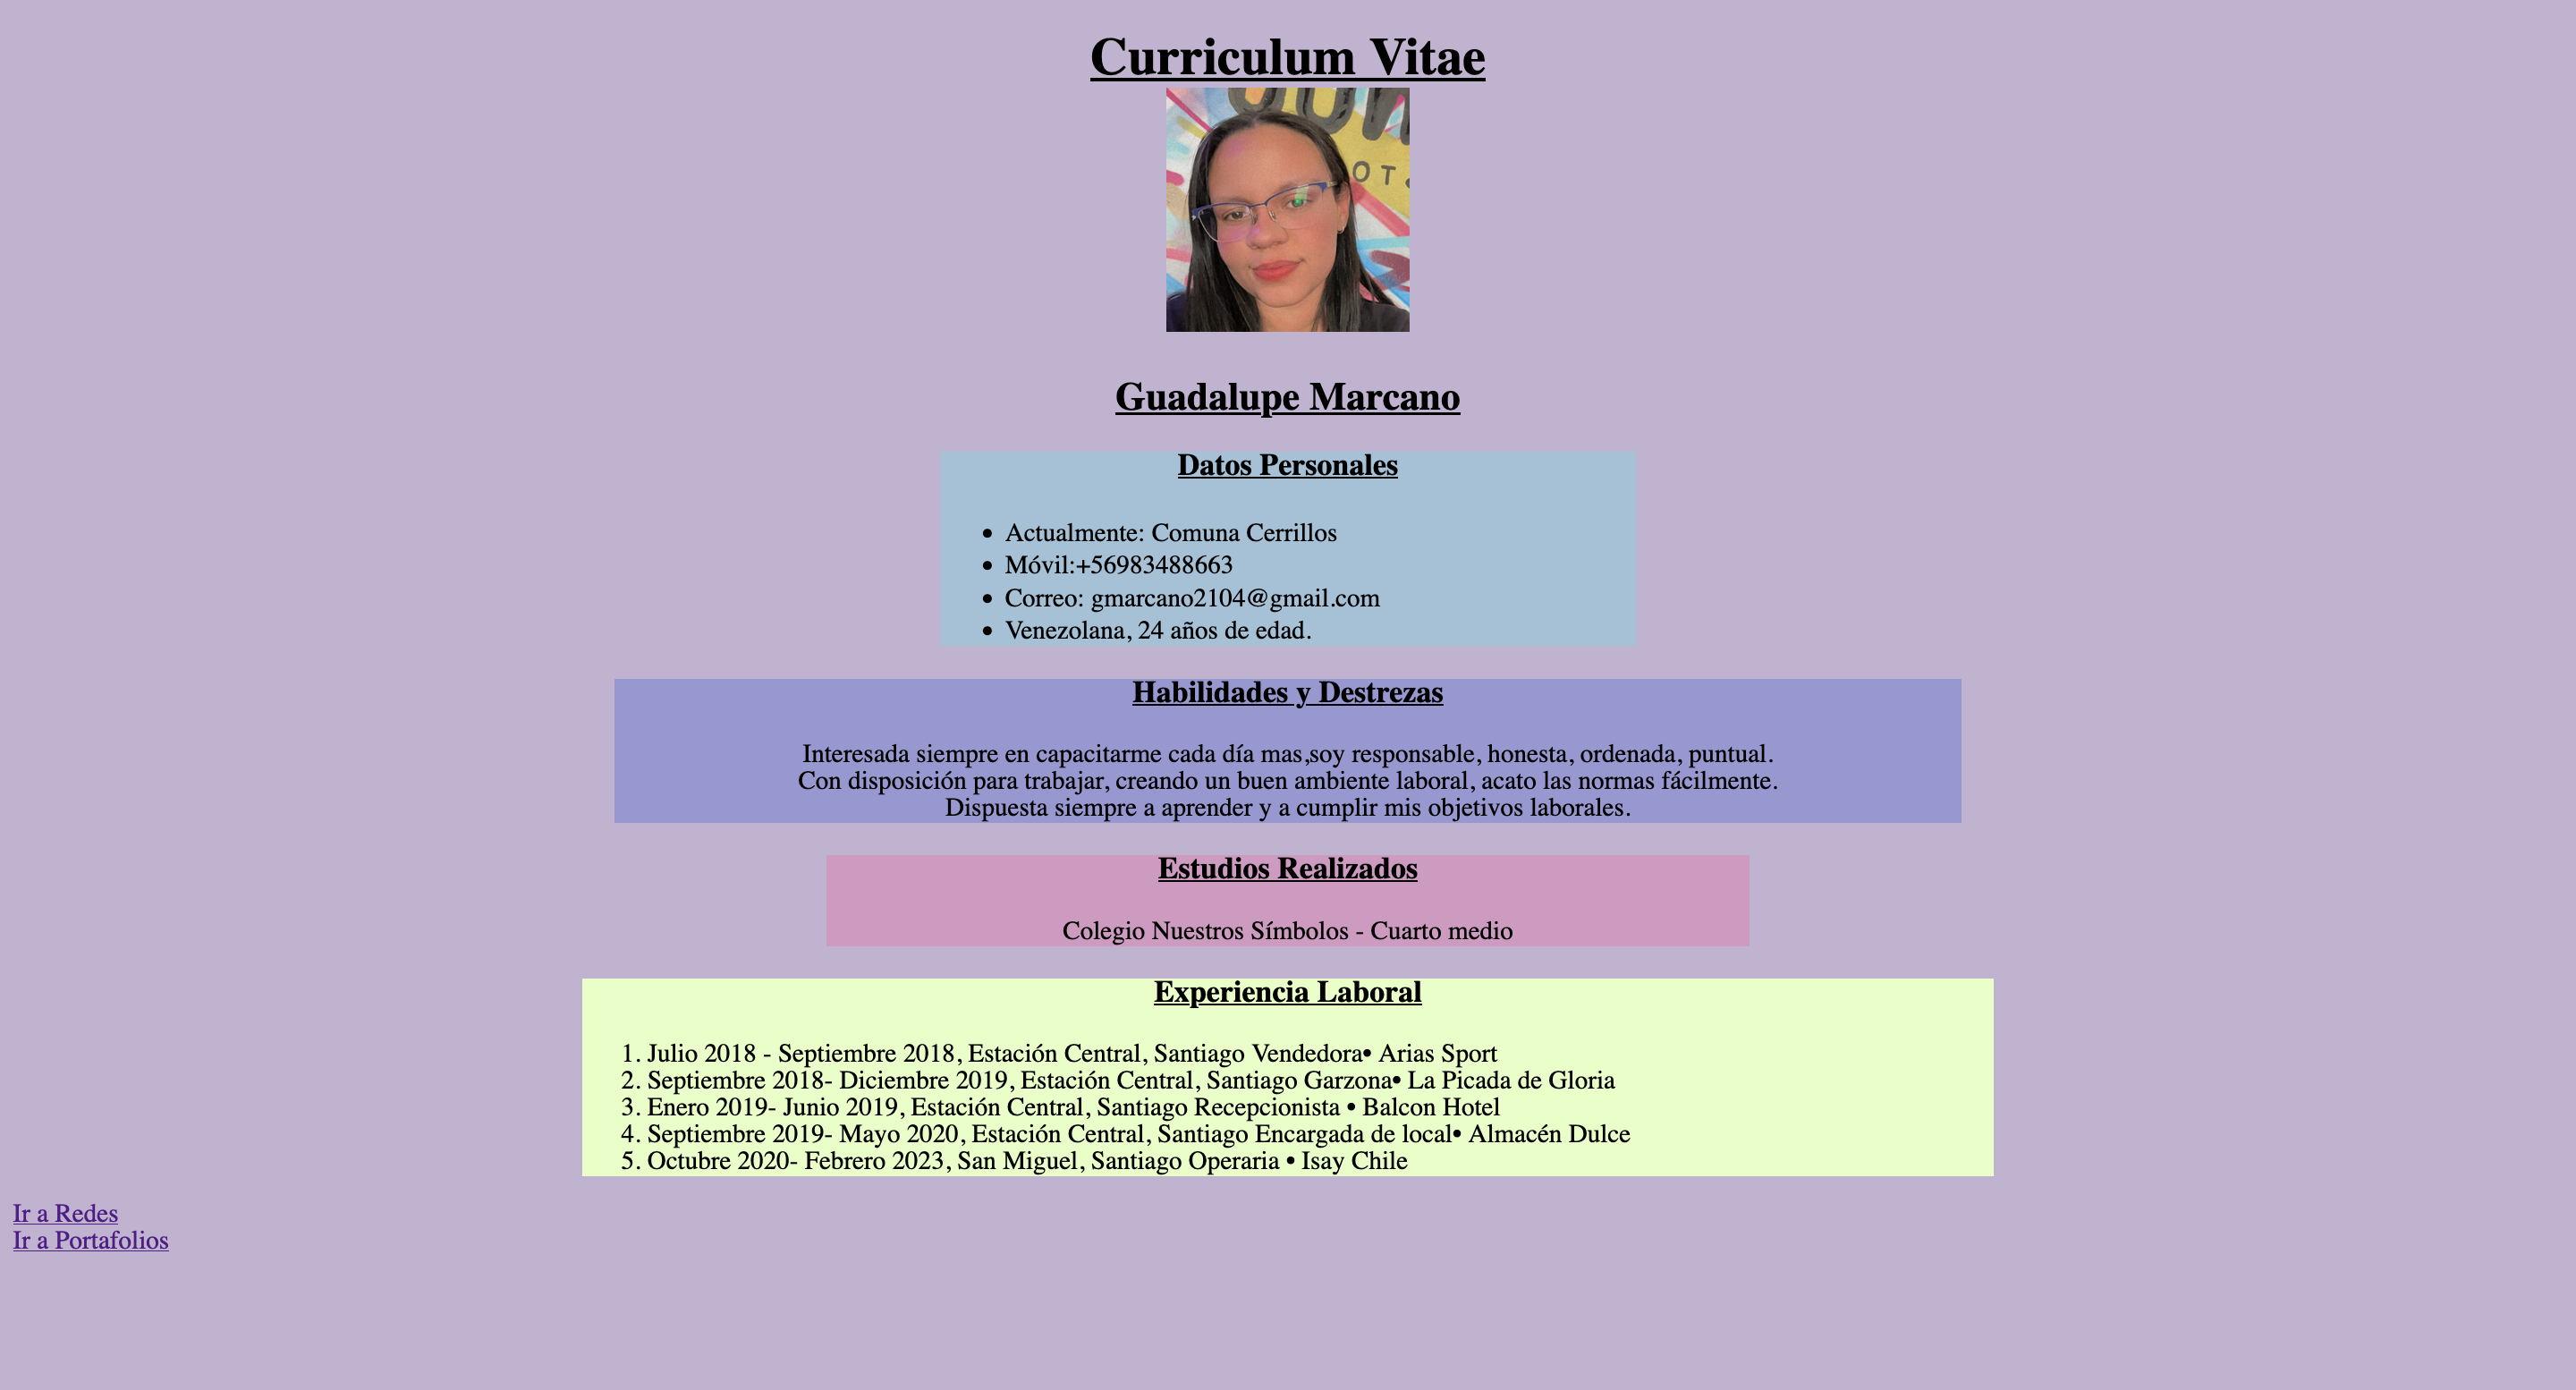 Curriculum Vitae
OT.
Guadalupe Marcano
Datos Personales
Actualmente: Comuna Cerrillos
Móvil:+56983488663
Correo: gmarcano2104@gmail.com
Venezolana, 24 años de edad.
Habilidades y Destrezas
Interesada siempre en capacitarme cada día mas,soy responsable, honesta, ordenada, puntual.
Con disposición para trabajar, creando un buen ambiente laboral, acato las normas fácilmente.
Dispuesta siempre a aprender y a cumplir mis objetivos laborales.
Estudios Realizados
Colegio Nuestros Símbolos - Cuarto medio
Experiencia Laboral
1. Julio 2018 - Septiembre 2018, Estación Central, Santiago Vendedora• Arias Sport
2. Septiembre 2018- Diciembre 2019, Estación Central, Santiago Garzona• La Picada de Gloria
3. Enero 2019- Junio 2019, Estación Central, Santiago Recepcionista • Balcon Hotel
4. Septiembre 2019- Mayo 2020, Estación Central, Santiago Encargada de local• Almacén Dulce
5. Octubre 2020- Febrero 2023, San Miguel, Santiago Operaria • Isay Chile
Ir a Redes
Ir a Portafolios